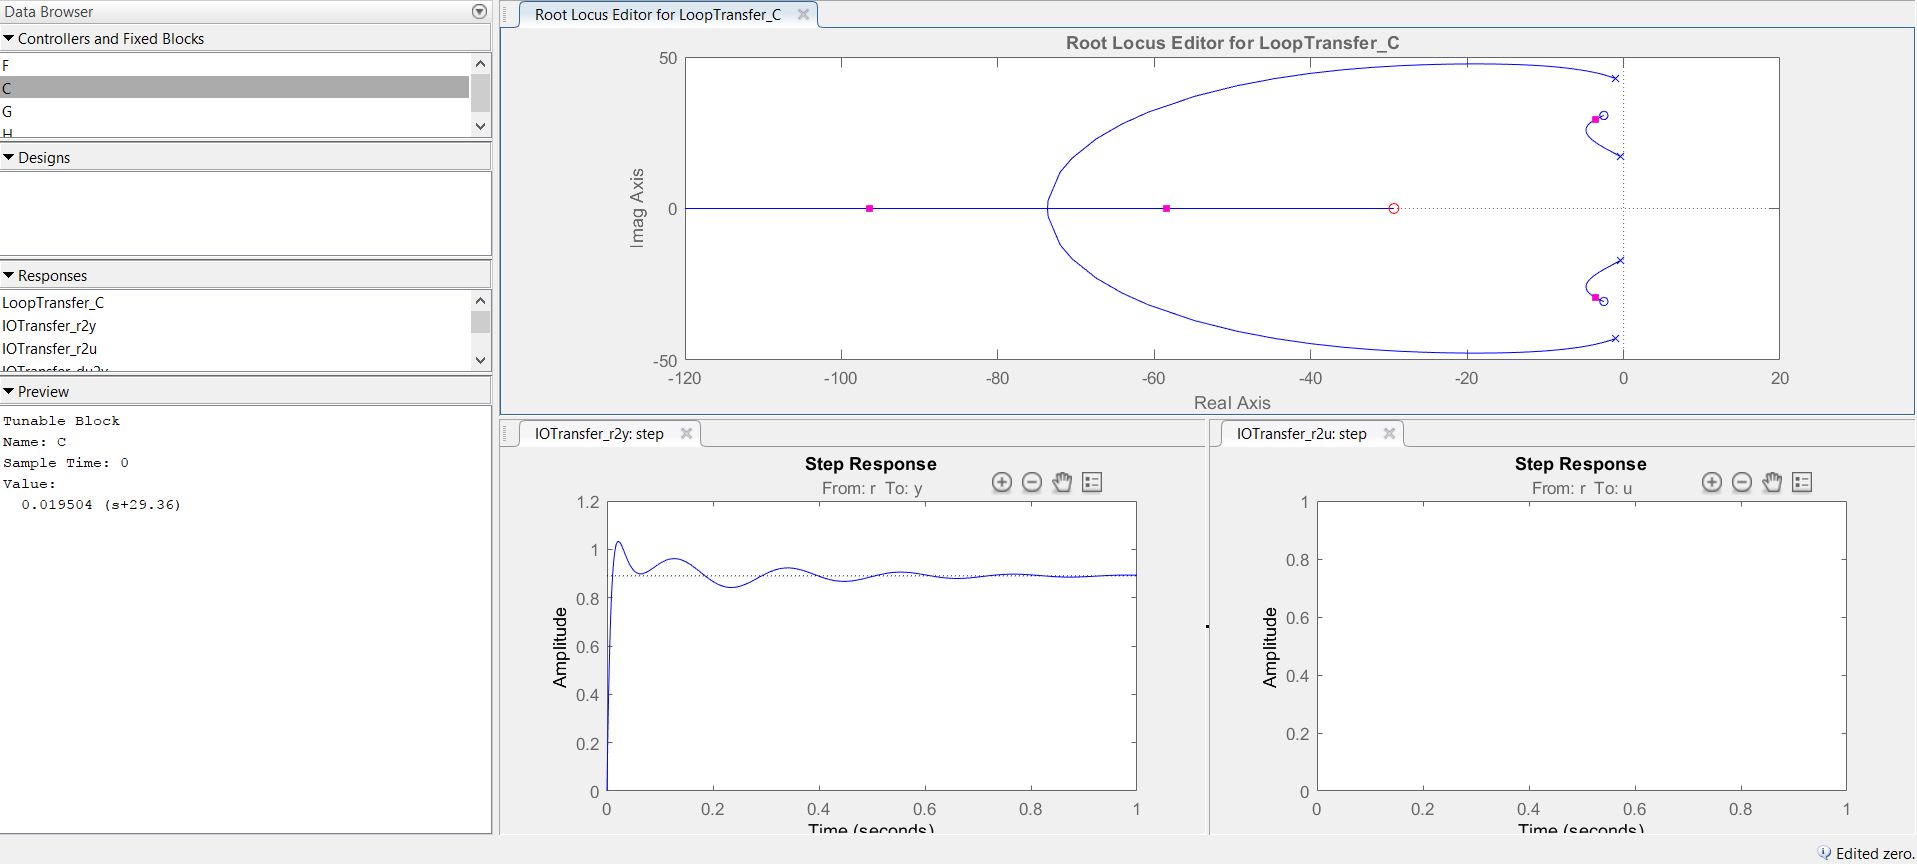 Data Browser
Controllers and Fixed Blocks
F
C
G
H
Designs
Responses
LoopTransfer_C
IOTransfer_r2y
IOTransfer_r2u
IOTransfer_du2y
Preview
Tunable Block
Name: C
Sample Time: 0
Value:
0.019504 (s+29.36)
Root Locus Editor for LoopTransfer_C
Root Locus Editor for LoopTransfer_C
50
0
-50
Imag Axis
-120 -100 -80 -60 -40 -20 0 20
Real Axis
IOTransfer_r2y: step
Step Response
From: r To: y
1.2
1
0.8
0.6
0.4
0.2
0
Amplitude
0 0.2 0.4 0.6 0.8 1
Time (seconds)
IOTransfer_r2u: step
Step Response
From: r To: u
1
0.8
0.6
0.4
0.2
0
Amplitude
0 0.2 0.4 0.6 0.8 1
Time (seconds)
Edited zero.